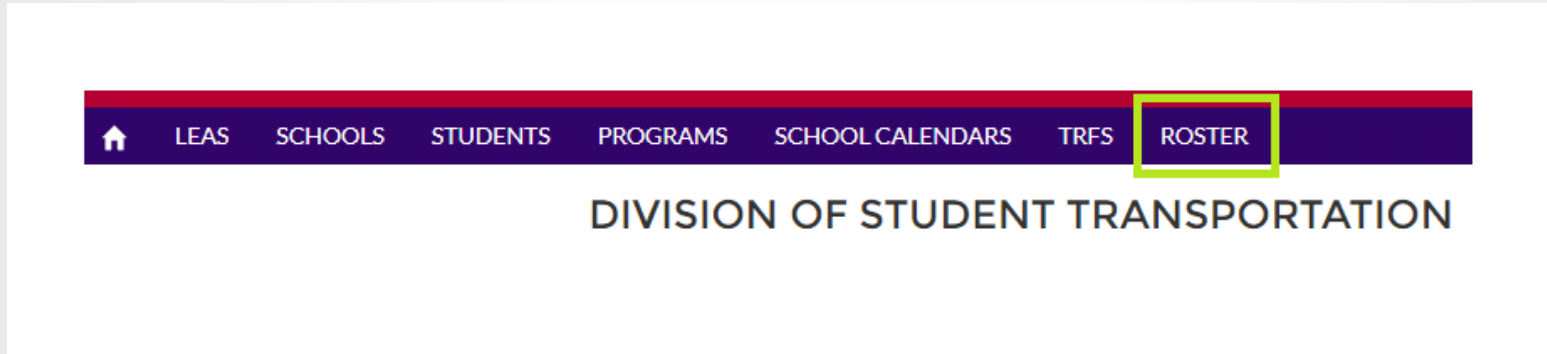 LEAS SCHOOLS STUDENTS PROGRAMS SCHOOL CALENDARS TRFS ROSTER
DIVISION OF STUDENT TRANSPORTATION